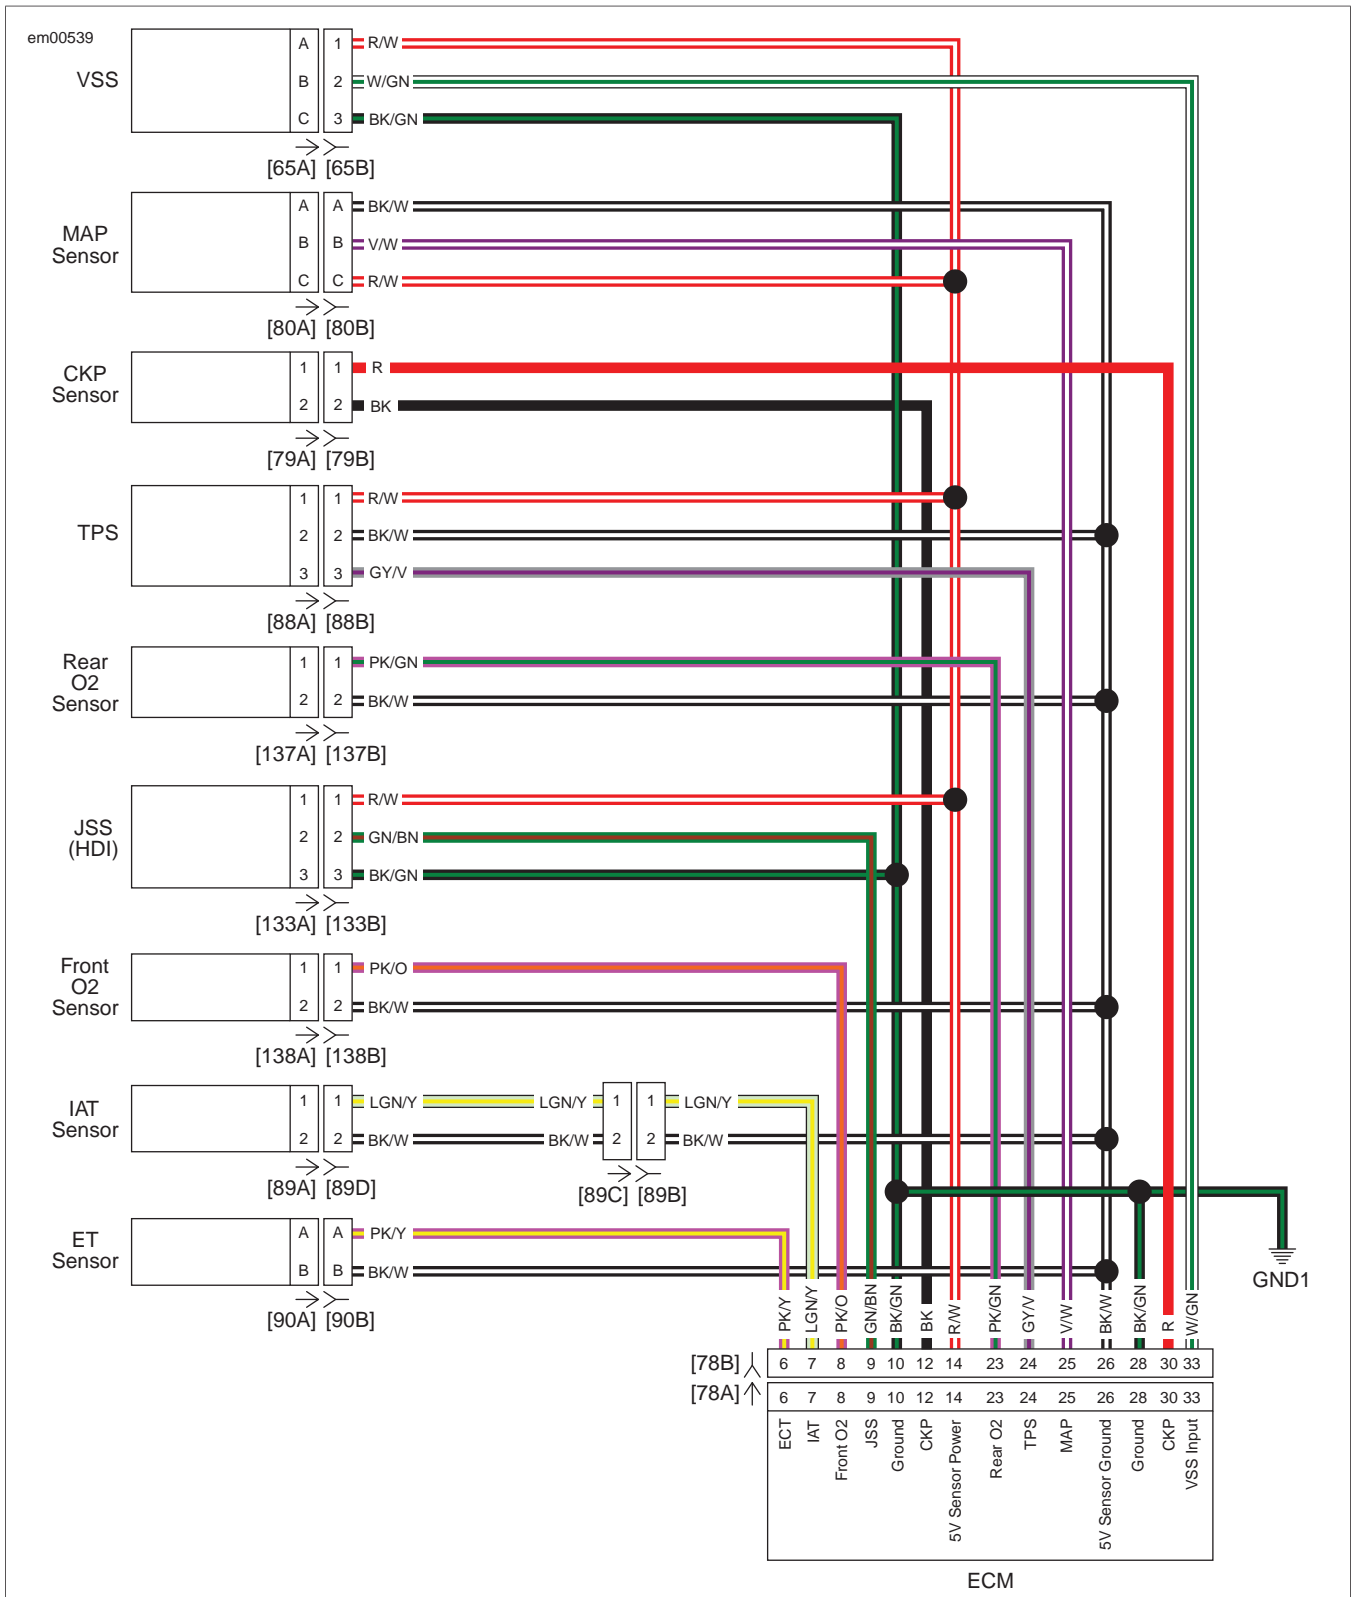 em00539
VSS
A 1 R/W
B 2 W/GN
C 3 BK/GN
[65A] [65B]
MAP
Sensor
A A BK/W
B B V/W
C C R/W
[80A] [80B]
CKP
Sensor
1 1 R
2 2 BK
[79A] [79B]
TPS
1 1 R/W
2 2 BK/W
3 3 GY/V
[88A] [88B]
Rear
O2
Sensor
1 1 PK/GN
2 2 BK/W
[137A] [137B]
JSS
(HDI)
1 1 R/W
2 2 GN/BN
3 3 BK/GN
[133A] [133B]
Front
O2
Sensor
1 1 PK/O
2 2 BK/W
[138A] [138B]
IAT
Sensor
1 1 LGN/Y LGN/Y 1 1 LGN/Y
2 2 BK/W BK/W 2 2 BK/W
[89A] [89D] [89C] [89B]
ET
Sensor
A A PK/Y
B B BK/W
[90A] [90B]
GND1
PK/Y LGN/Y PK/O GN/BN BK/GN BK R/W PK/GN GY/V V/W BK/W BK/GN R W/GN
[78B] 6 7 8 9 10 12 14 23 24 25 26 28 30 33
[78A] 6 7 8 9 10 12 14 23 24 25 26 28 30 33
ECT IAT Front O2 JSS Ground CKP 5V Sensor Power Rear O2 TPS MAP 5V Sensor Ground Ground CKP VSS Input
ECM